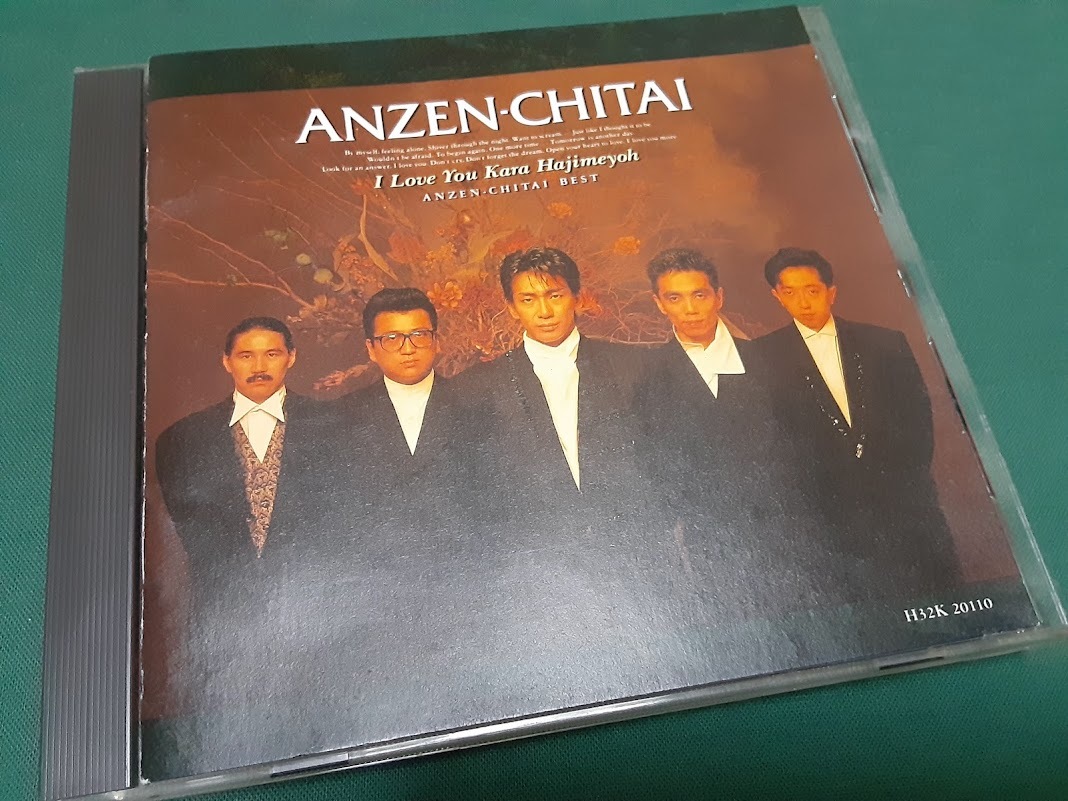 ANZEN-CHITAI
By myself, feeling alone. Shiver through the night. Want to scream. Just like I thought it to be
Wouldn't be afraid. To begin again. One more time Tomorrow is another day.
Look for an answer. I love you. Don't cry, Don't forget the dream. Open your heart to love. I love you more
I Love You Kara Hajimeyoh
ANZEN-CHITAI BEST
H32K 20110